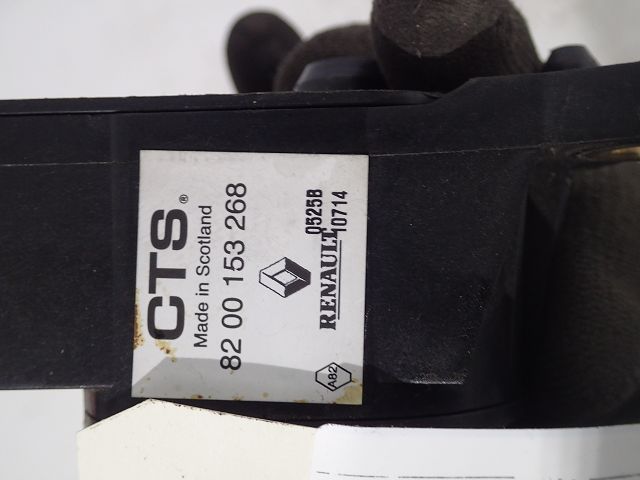 CTS®
Made in Scotland
82 00 153 268
RENAULT
0525B
10714
A82